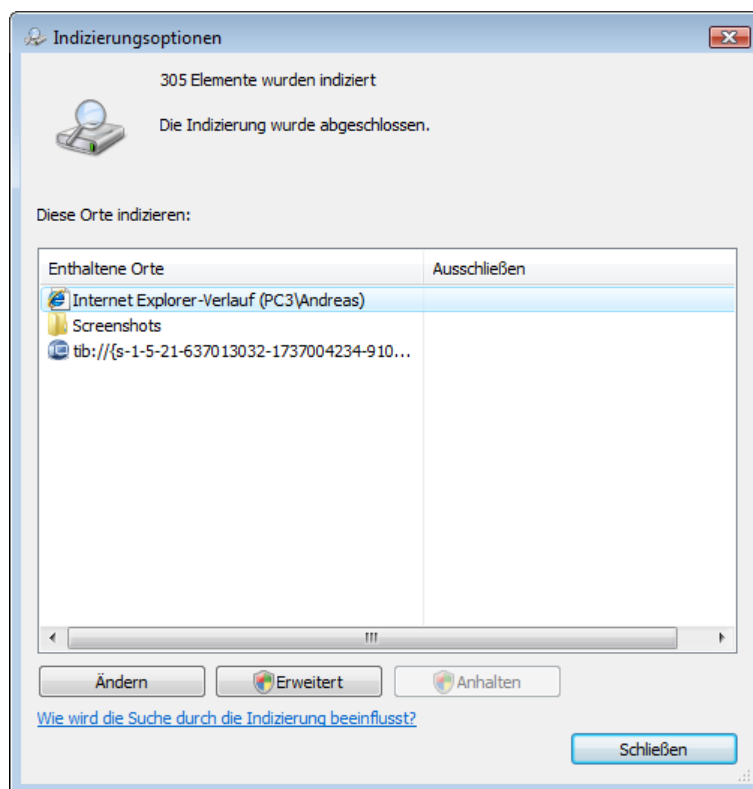 Indizierungsoptionen
305 Elemente wurden indiziert
Die Indizierung wurde abgeschlossen.
Diese Orte indizieren:
Enthaltene Orte Ausschließen
Internet Explorer-Verlauf (PC3\Andreas)
Screenshots
tib://{s-1-5-21-637013032-1737004234-910...
Ändern Erweitert Anhalten
Wie wird die Suche durch die Indizierung beeinflusst?
Schließen